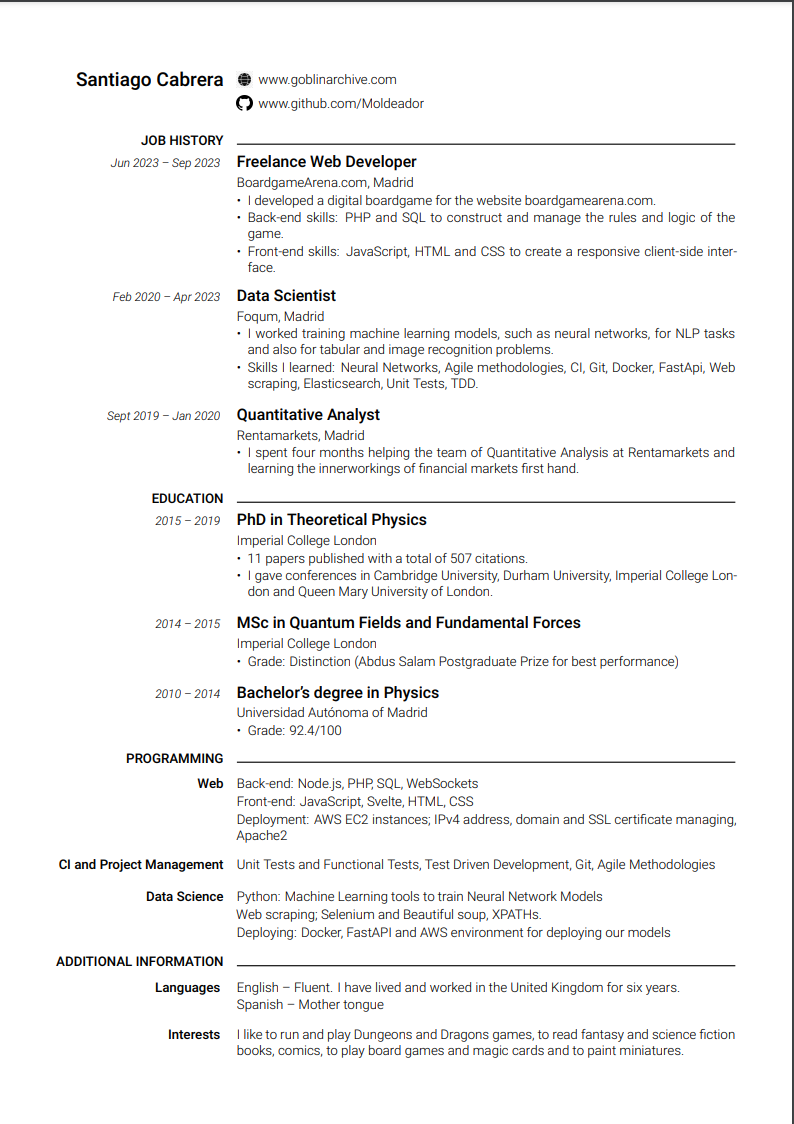 Santiago Cabrera
www.goblinarchive.com
www.github.com/Moldeador
JOB HISTORY
Jun 2023 – Sep 2023
Freelance Web Developer
BoardgameArena.com, Madrid
• I developed a digital boardgame for the website boardgamearena.com.
• Back-end skills: PHP and SQL to construct and manage the rules and logic of the
game.
• Front-end skills: JavaScript, HTML and CSS to create a responsive client-side inter-
face.
Feb 2020 – Apr 2023
Data Scientist
Foqum, Madrid
• I worked training machine learning models, such as neural networks, for NLP tasks
and also for tabular and image recognition problems.
• Skills I learned: Neural Networks, Agile methodologies, CI, Git, Docker, FastApi, Web
scraping, Elasticsearch, Unit Tests, TDD.
Sept 2019 – Jan 2020
Quantitative Analyst
Rentamarkets, Madrid
• I spent four months helping the team of Quantitative Analysis at Rentamarkets and
learning the innerworkings of financial markets first hand.
EDUCATION
2015 – 2019
PhD in Theoretical Physics
Imperial College London
• 11 papers published with a total of 507 citations.
• I gave conferences in Cambridge University, Durham University, Imperial College Lon-
don and Queen Mary University of London.
2014 – 2015
MSc in Quantum Fields and Fundamental Forces
Imperial College London
• Grade: Distinction (Abdus Salam Postgraduate Prize for best performance)
2010 – 2014
Bachelor's degree in Physics
Universidad Autónoma of Madrid
• Grade: 92.4/100
PROGRAMMING
Web
Back-end: Node.js, PHP, SQL, WebSockets
Front-end: JavaScript, Svelte, HTML, CSS
Deployment: AWS EC2 instances; IPv4 address, domain and SSL certificate managing,
Apache2
CI and Project Management
Unit Tests and Functional Tests, Test Driven Development, Git, Agile Methodologies
Data Science
Python: Machine Learning tools to train Neural Network Models
Web scraping; Selenium and Beautiful soup, XPATHs.
Deploying: Docker, FastAPI and AWS environment for deploying our models
ADDITIONAL INFORMATION
Languages
English – Fluent. I have lived and worked in the United Kingdom for six years.
Spanish – Mother tongue
Interests
I like to run and play Dungeons and Dragons games, to read fantasy and science fiction
books, comics, to play board games and magic cards and to paint miniatures.